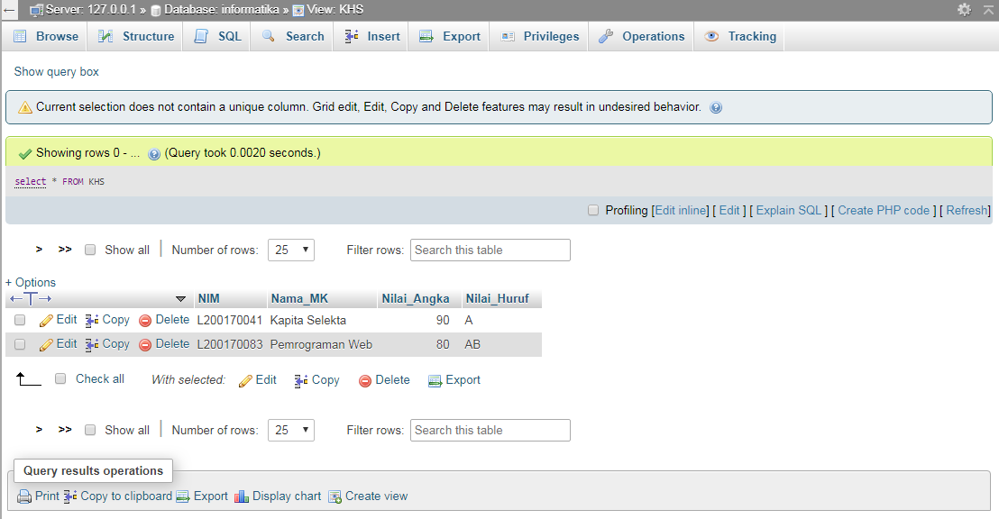 Server: 127.0.0.1 » Database: informatika » View: KHS
Browse Structure SQL Search Insert Export Privileges Operations Tracking
Show query box
Current selection does not contain a unique column. Grid edit, Edit, Copy and Delete features may result in undesired behavior.
Showing rows 0 - ... (Query took 0.0020 seconds.)
select * FROM KHS
Profiling [Edit inline] [ Edit ] [ Explain SQL ] [ Create PHP code ] [ Refresh]
> >> Show all | Number of rows: 25 Filter rows: Search this table
+ Options
←T→ NIM Nama_MK Nilai_Angka Nilai_Huruf
Edit Copy Delete L200170041 Kapita Selekta 90 A
Edit Copy Delete L200170083 Pemrograman Web 80 AB
Check all With selected: Edit Copy Delete Export
> >> Show all | Number of rows: 25 Filter rows: Search this table
Query results operations
Print Copy to clipboard Export Display chart Create view